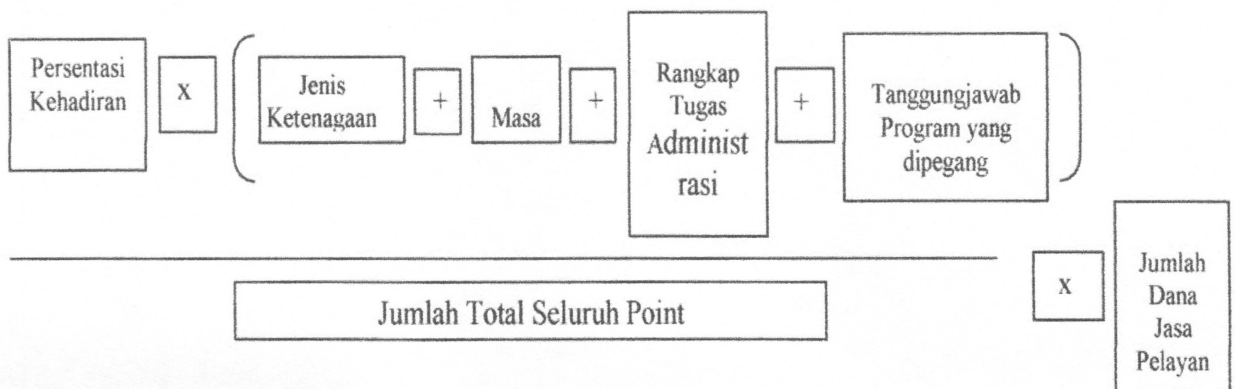 Persentasi
Kehadiran
X
(
Jenis
Ketenagaan
+
Masa
+
Rangkap
Tugas
Administ
rasi
+
Tanggungjawab
Program yang
dipegang
)
Jumlah Total Seluruh Point
x
Jumlah
Dana
Jasa
Pelayan